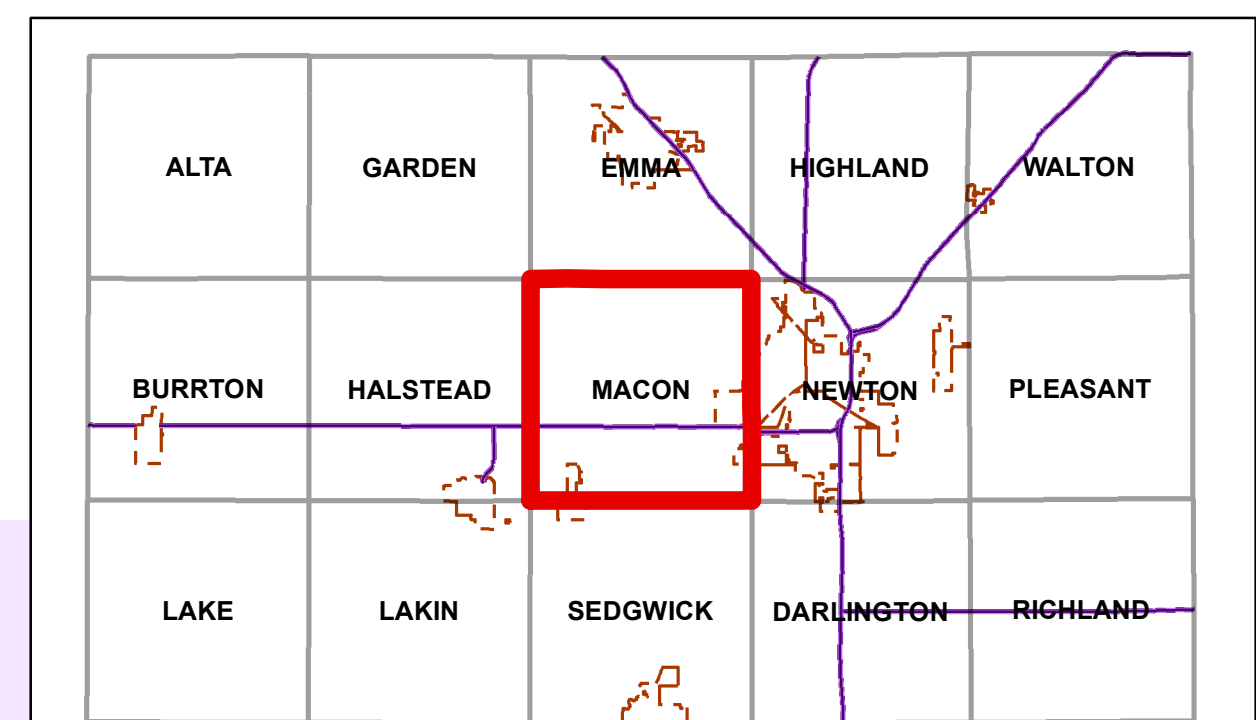 ALTA
GARDEN
EMMA
HIGHLAND
WALTON
BURRTON
HALSTEAD
MACON
NEWTON
PLEASANT
LAKE
LAKIN
SEDGWICK
DARLINGTON
RICHLAND